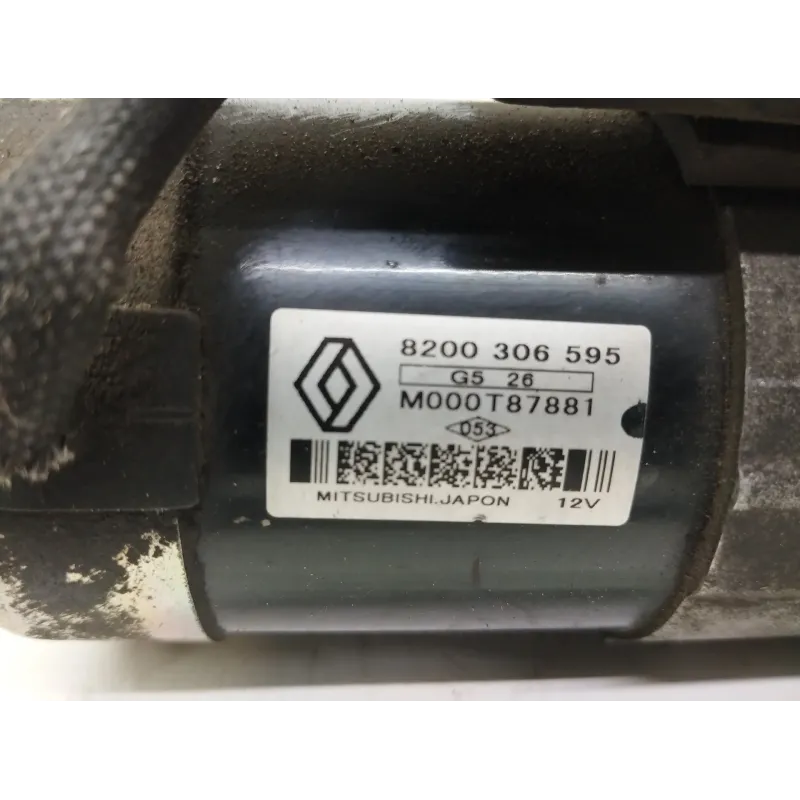 8200 306 595
G5 26
M000T87881
D53
MITSUBISHI.JAPON 12V